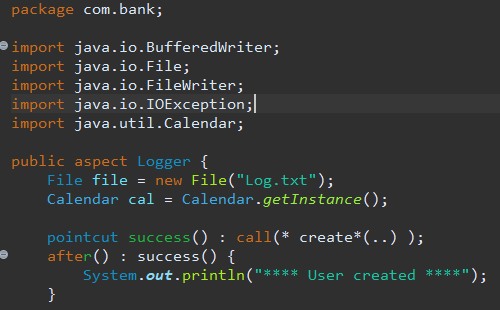 package com.bank;
import java.io.BufferedWriter;
import java.io.File;
import java.io.FileWriter;
import java.io.IOException;
import java.util.Calendar;
public aspect Logger {
    File file = new File("Log.txt");
    Calendar cal = Calendar.getInstance();
    pointcut success() : call(* create*(..) );
    after() : success() {
        System.out.println("**** User created ****");
    }